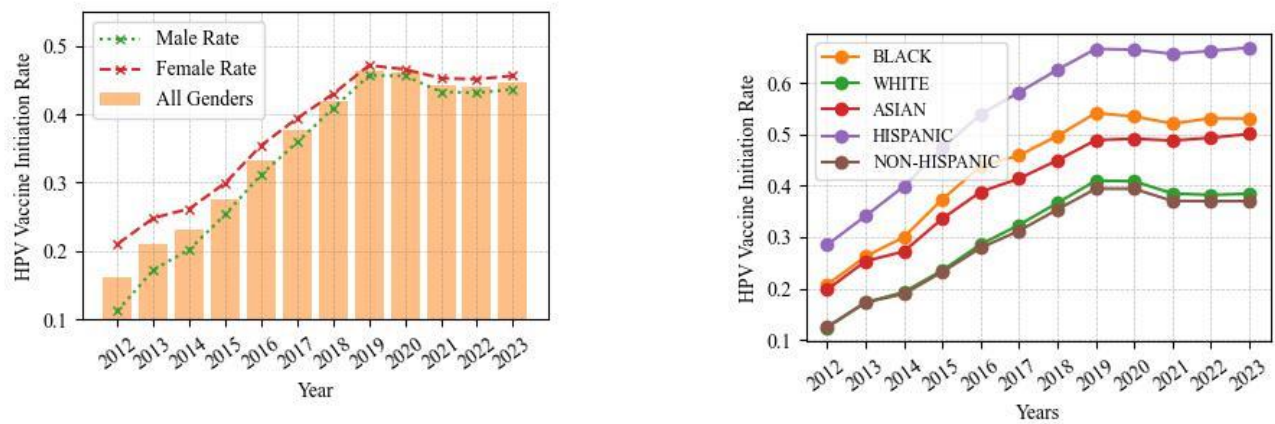 HPV Vaccine Initiation Rate
0.5
0.4
0.3
0.2
0.1
Male Rate
Female Rate
All Genders
2012
2013
2014
2015
2016
2017
2018
2019
2020
2021
2022
2023
Year
HPV Vaccine Initiation Rate
0.6
0.5
0.4
0.3
0.2
0.1
BLACK
WHITE
ASIAN
HISPANIC
NON-HISPANIC
2012
2013
2014
2015
2016
2017
2018
2019
2020
2021
2022
2023
Years